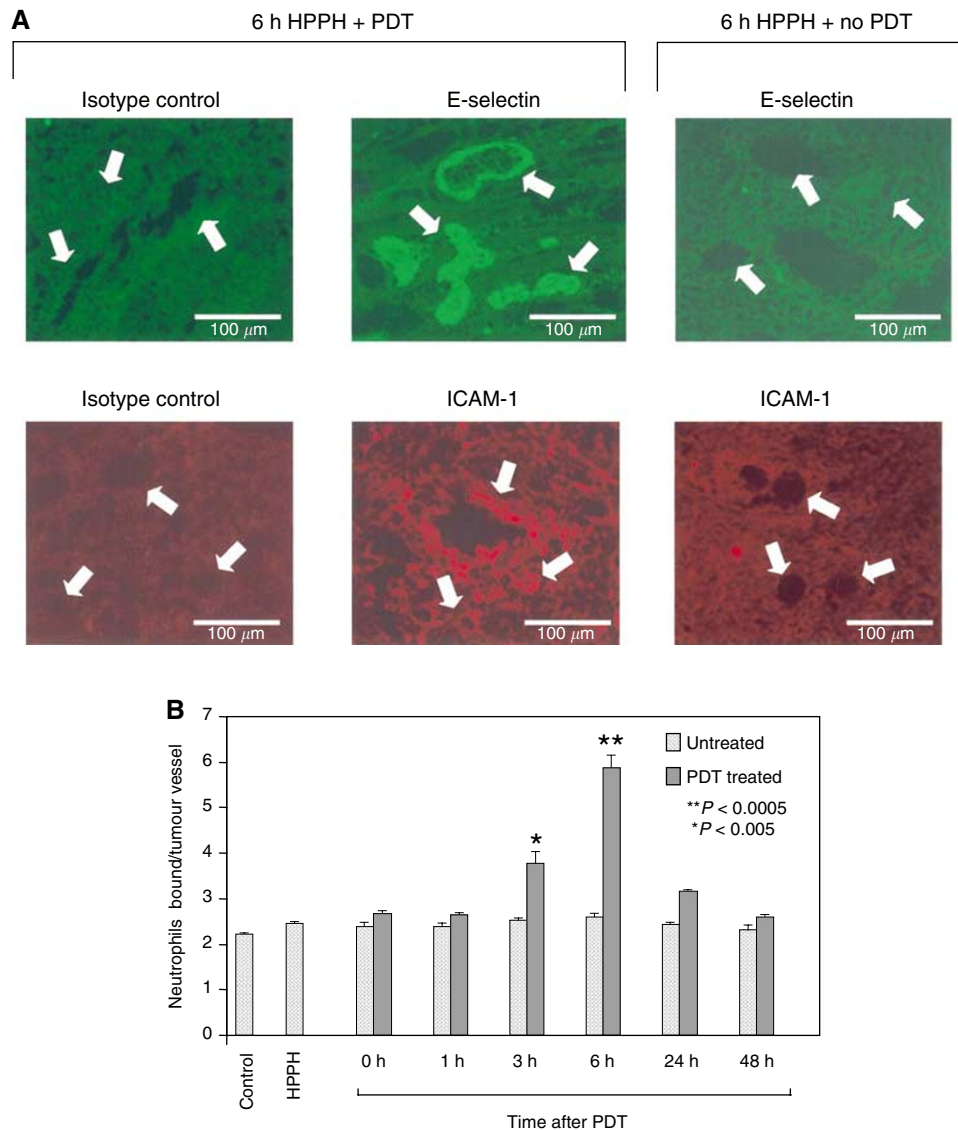 A
6 h HPPH + PDT
6 h HPPH + no PDT
Isotype control
E-selectin
E-selectin
100 μm
100 μm
100 μm
Isotype control
ICAM-1
ICAM-1
100 μm
100 μm
100 μm
B
Neutrophils bound/tumour vessel
7
6
5
4
3
2
1
0
*
**
Untreated
PDT treated
**P < 0.0005
*P < 0.005
Control
HPPH
0 h
1 h
3 h
6 h
24 h
48 h
Time after PDT